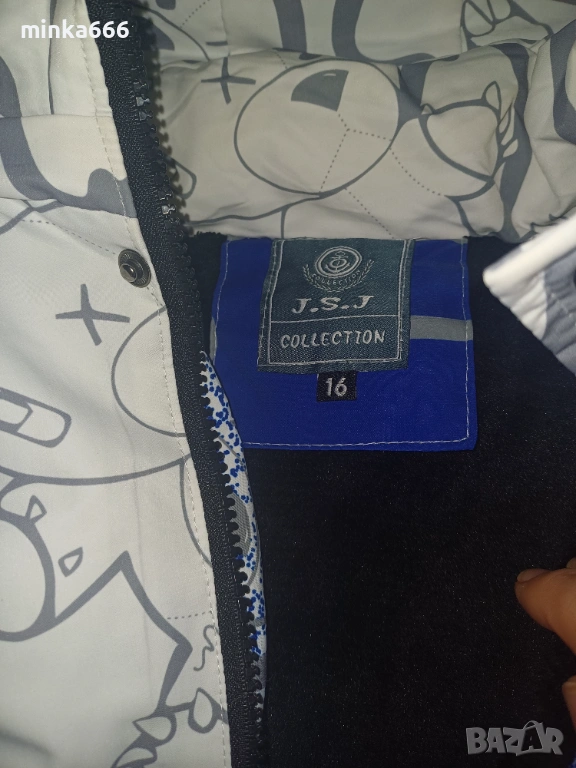 minka666
COLLECTION
J.S.J
COLLECTION
16
BAZAR